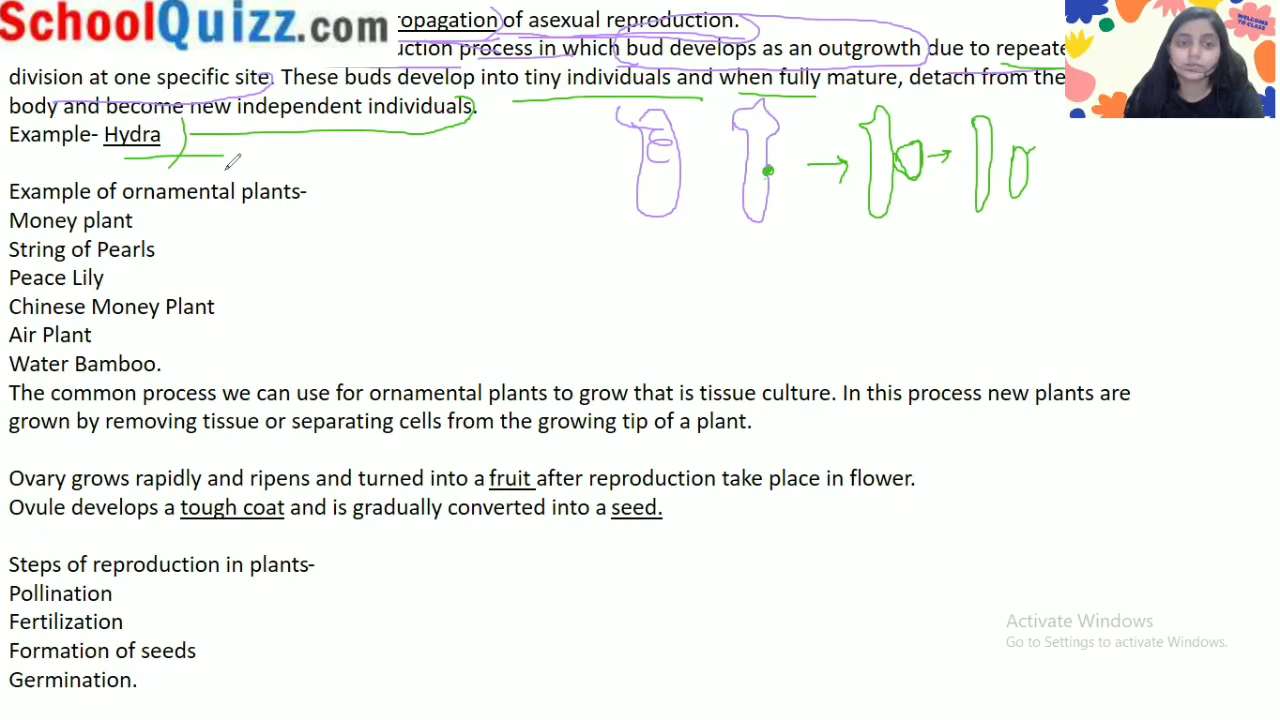 SchoolQuizz.com
opagation of asexual reproduction.
uction process in which bud develops as an outgrowth due to repeate
division at one specific site. These buds develop into tiny individuals and when fully mature, detach from the
body and become new independent individuals.
Example- Hydra
Example of ornamental plants-
Money plant
String of Pearls
Peace Lily
Chinese Money Plant
Air Plant
Water Bamboo.
The common process we can use for ornamental plants to grow that is tissue culture. In this process new plants are
grown by removing tissue or separating cells from the growing tip of a plant.
Ovary grows rapidly and ripens and turned into a fruit after reproduction take place in flower.
Ovule develops a tough coat and is gradually converted into a seed.
Steps of reproduction in plants-
Pollination
Fertilization
Formation of seeds
Germination.
WELCOME
TO CLASS
Activate Windows
Go to Settings to activate Windows.